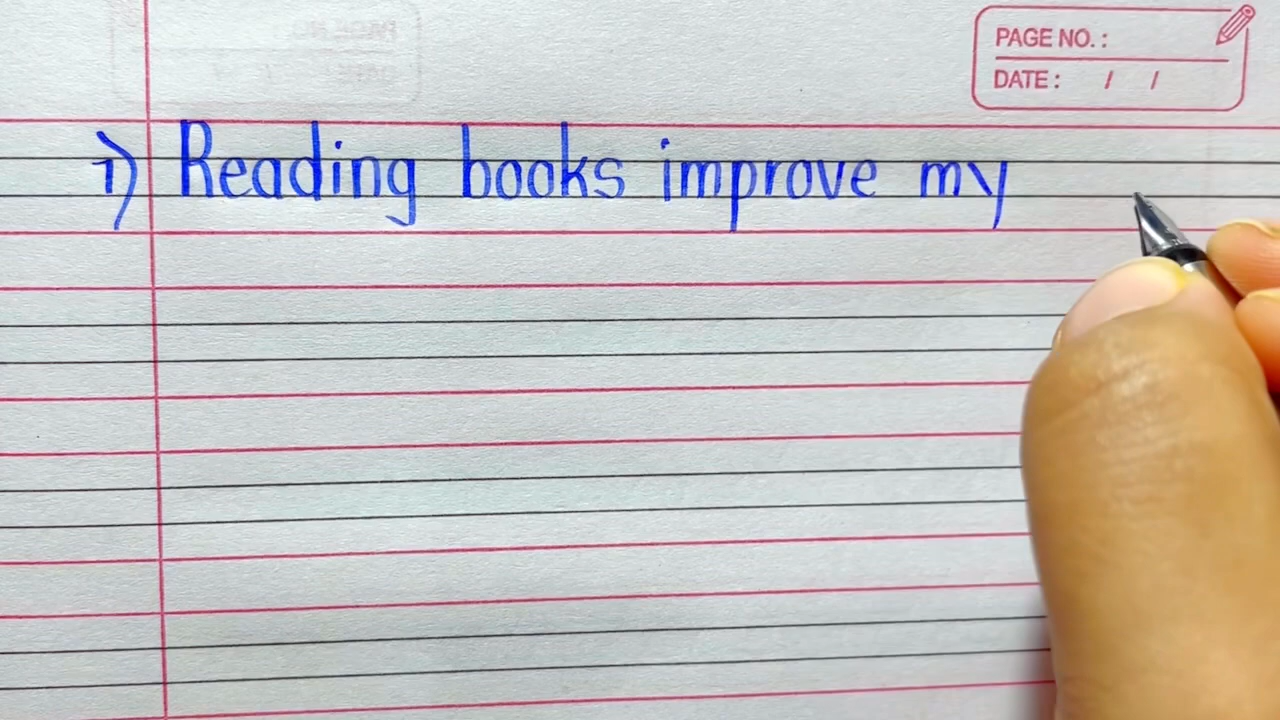 PAGE NO. :
DATE : / /
1) Reading books improve my